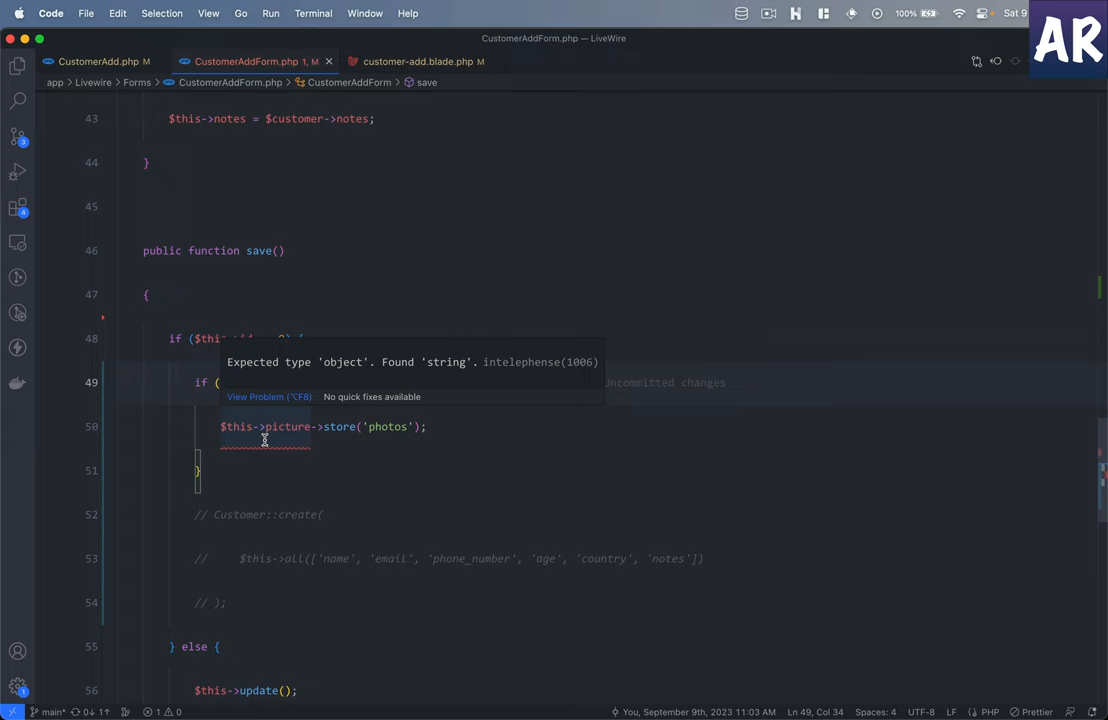 Code File Edit Selection View Go Run Terminal Window Help 100% Sat 9
AR
CustomerAddForm.php — LiveWire
CustomerAdd.php M CustomerAddForm.php 1, M customer-add.blade.php M
app > Livewire > Forms > CustomerAddForm.php > CustomerAddForm > save
43 $this->notes = $customer->notes;
44 }
45
46 public function save()
47 {
48 if ($this
Expected type 'object'. Found 'string'. intelephense(1006)
49 if ( Uncommitted changes
View Problem (⌥F8) No quick fixes available
50 $this->picture->store('photos');
51 }
52 // Customer::create(
53 // $this->all(['name', 'email', 'phone_number', 'age', 'country', 'notes'])
54 // );
55 } else {
56 $this->update();
3
4
1
main* 0↓ 1↑ 1 0 You, September 9th, 2023 11:03 AM Ln 49, Col 34 Spaces: 4 UTF-8 LF PHP Prettier